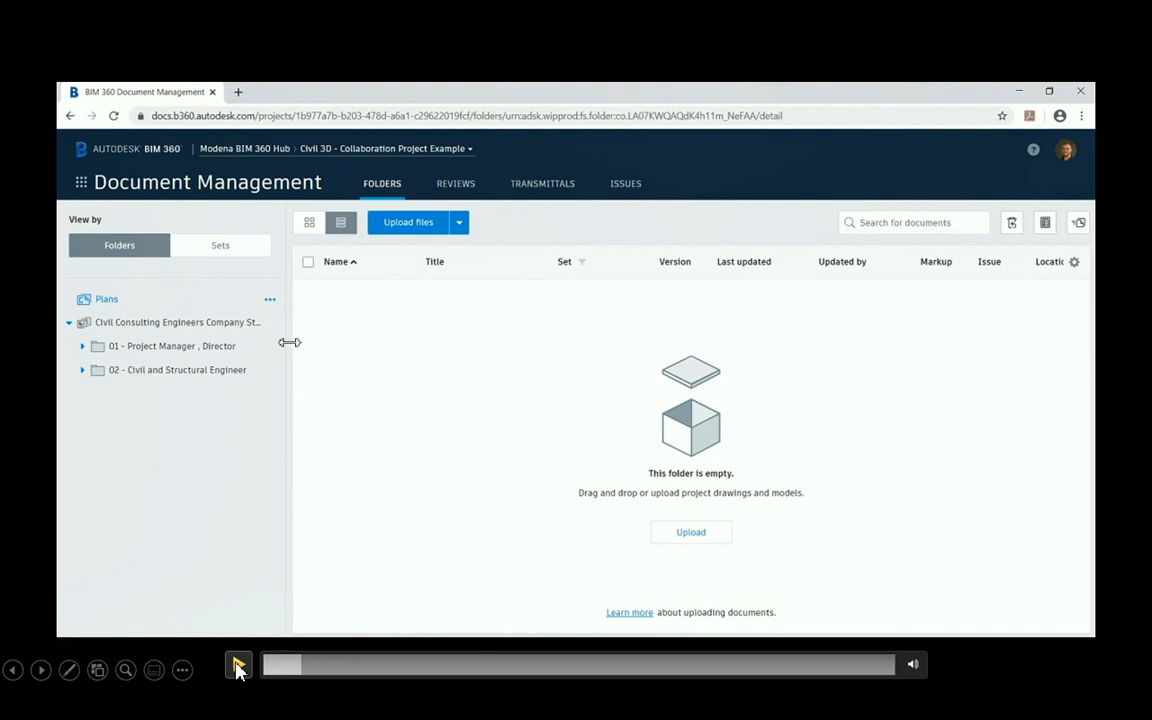 BIM 360 Document Management
docs.b360.autodesk.com/projects/1b977a7b-b203-478d-a6a1-c29622019fcf/folders/urn:adsk.wipprod:fs.folder:co.LA07KWQAQdK4h11m_NeFAA/detail
AUTODESK BIM 360 Modena BIM 360 Hub > Civil 3D - Collaboration Project Example
Document Management FOLDERS REVIEWS TRANSMITTALS ISSUES
View by
Folders Sets
Upload files
Search for documents
Name Title Set Version Last updated Updated by Markup Issue Locatic
Plans
Civil Consulting Engineers Company St...
01 - Project Manager , Director
02 - Civil and Structural Engineer
This folder is empty.
Drag and drop or upload project drawings and models.
Upload
Learn more about uploading documents.